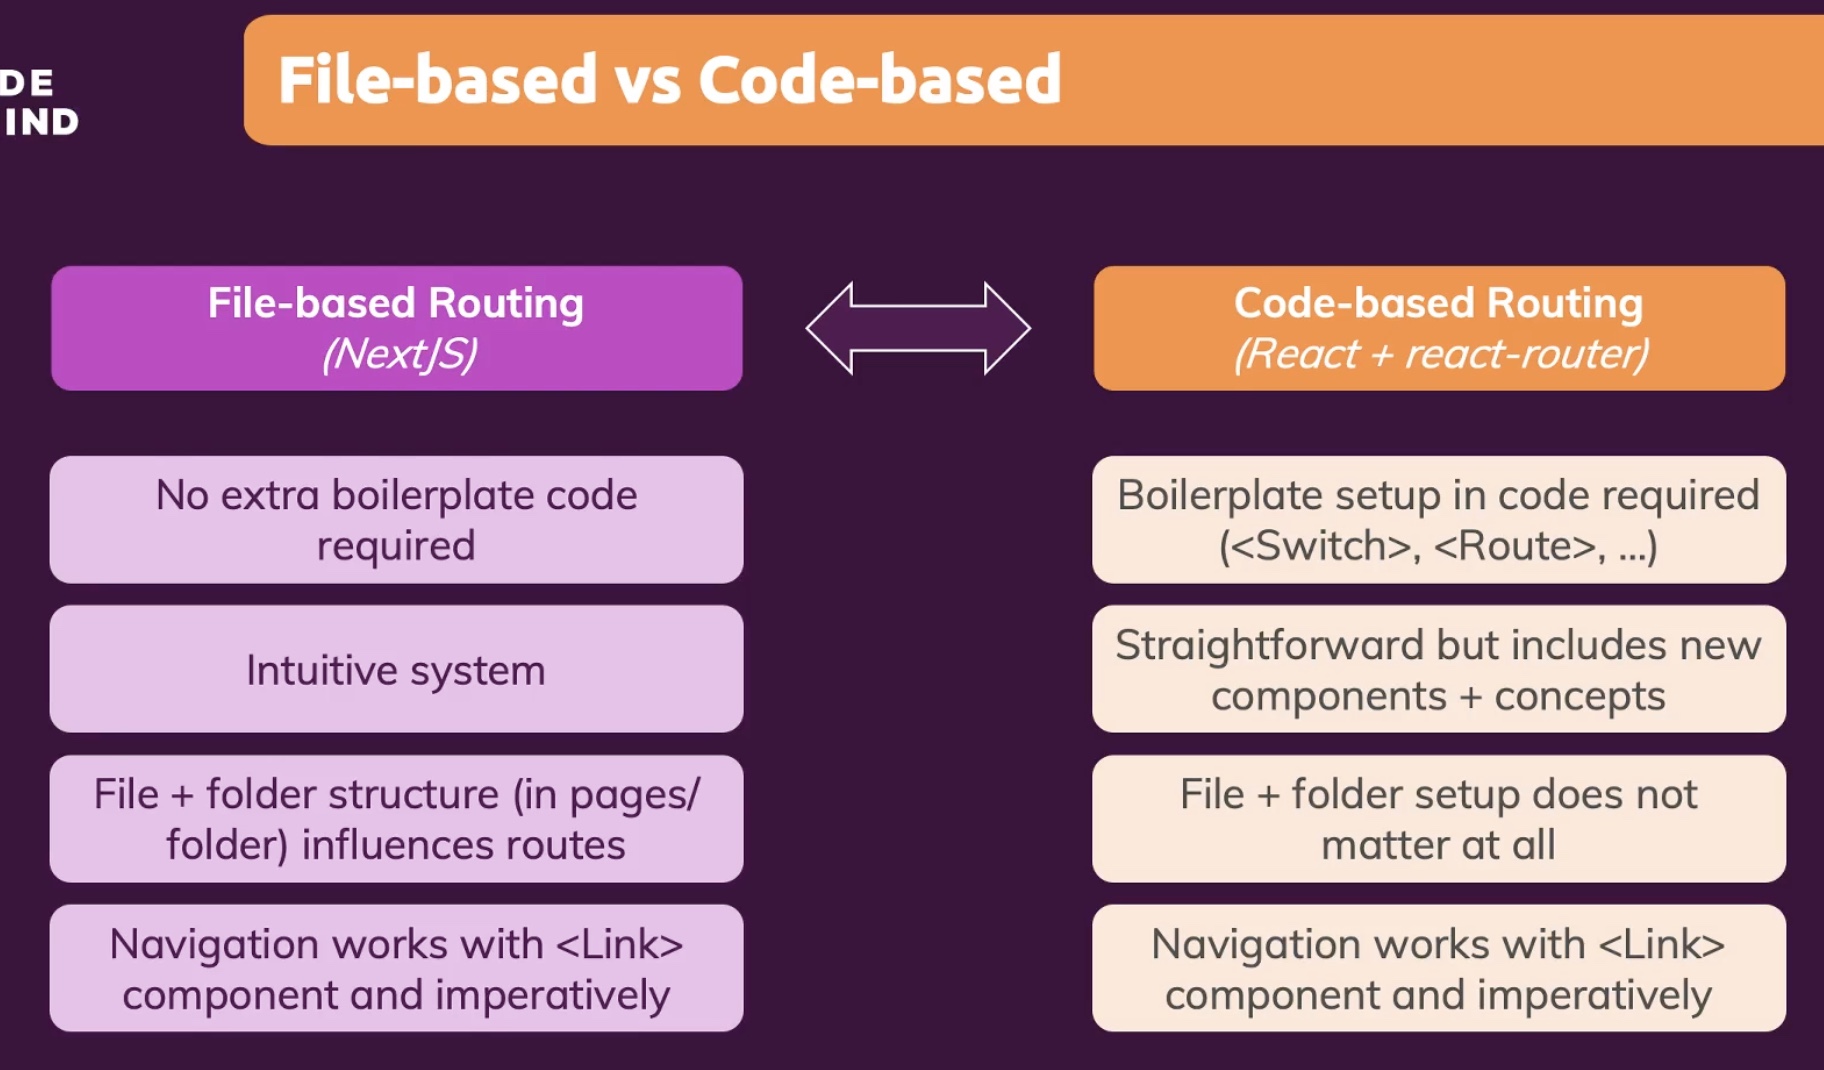 DE
IND
File-based vs Code-based
File-based Routing
(NextJS)
No extra boilerplate code
required
Intuitive system
File + folder structure (in pages/
folder) influences routes
Navigation works with <Link>
component and imperatively
Code-based Routing
(React + react-router)
Boilerplate setup in code required
(<Switch>, <Route>, ...)
Straightforward but includes new
components + concepts
File + folder setup does not
matter at all
Navigation works with <Link>
component and imperatively